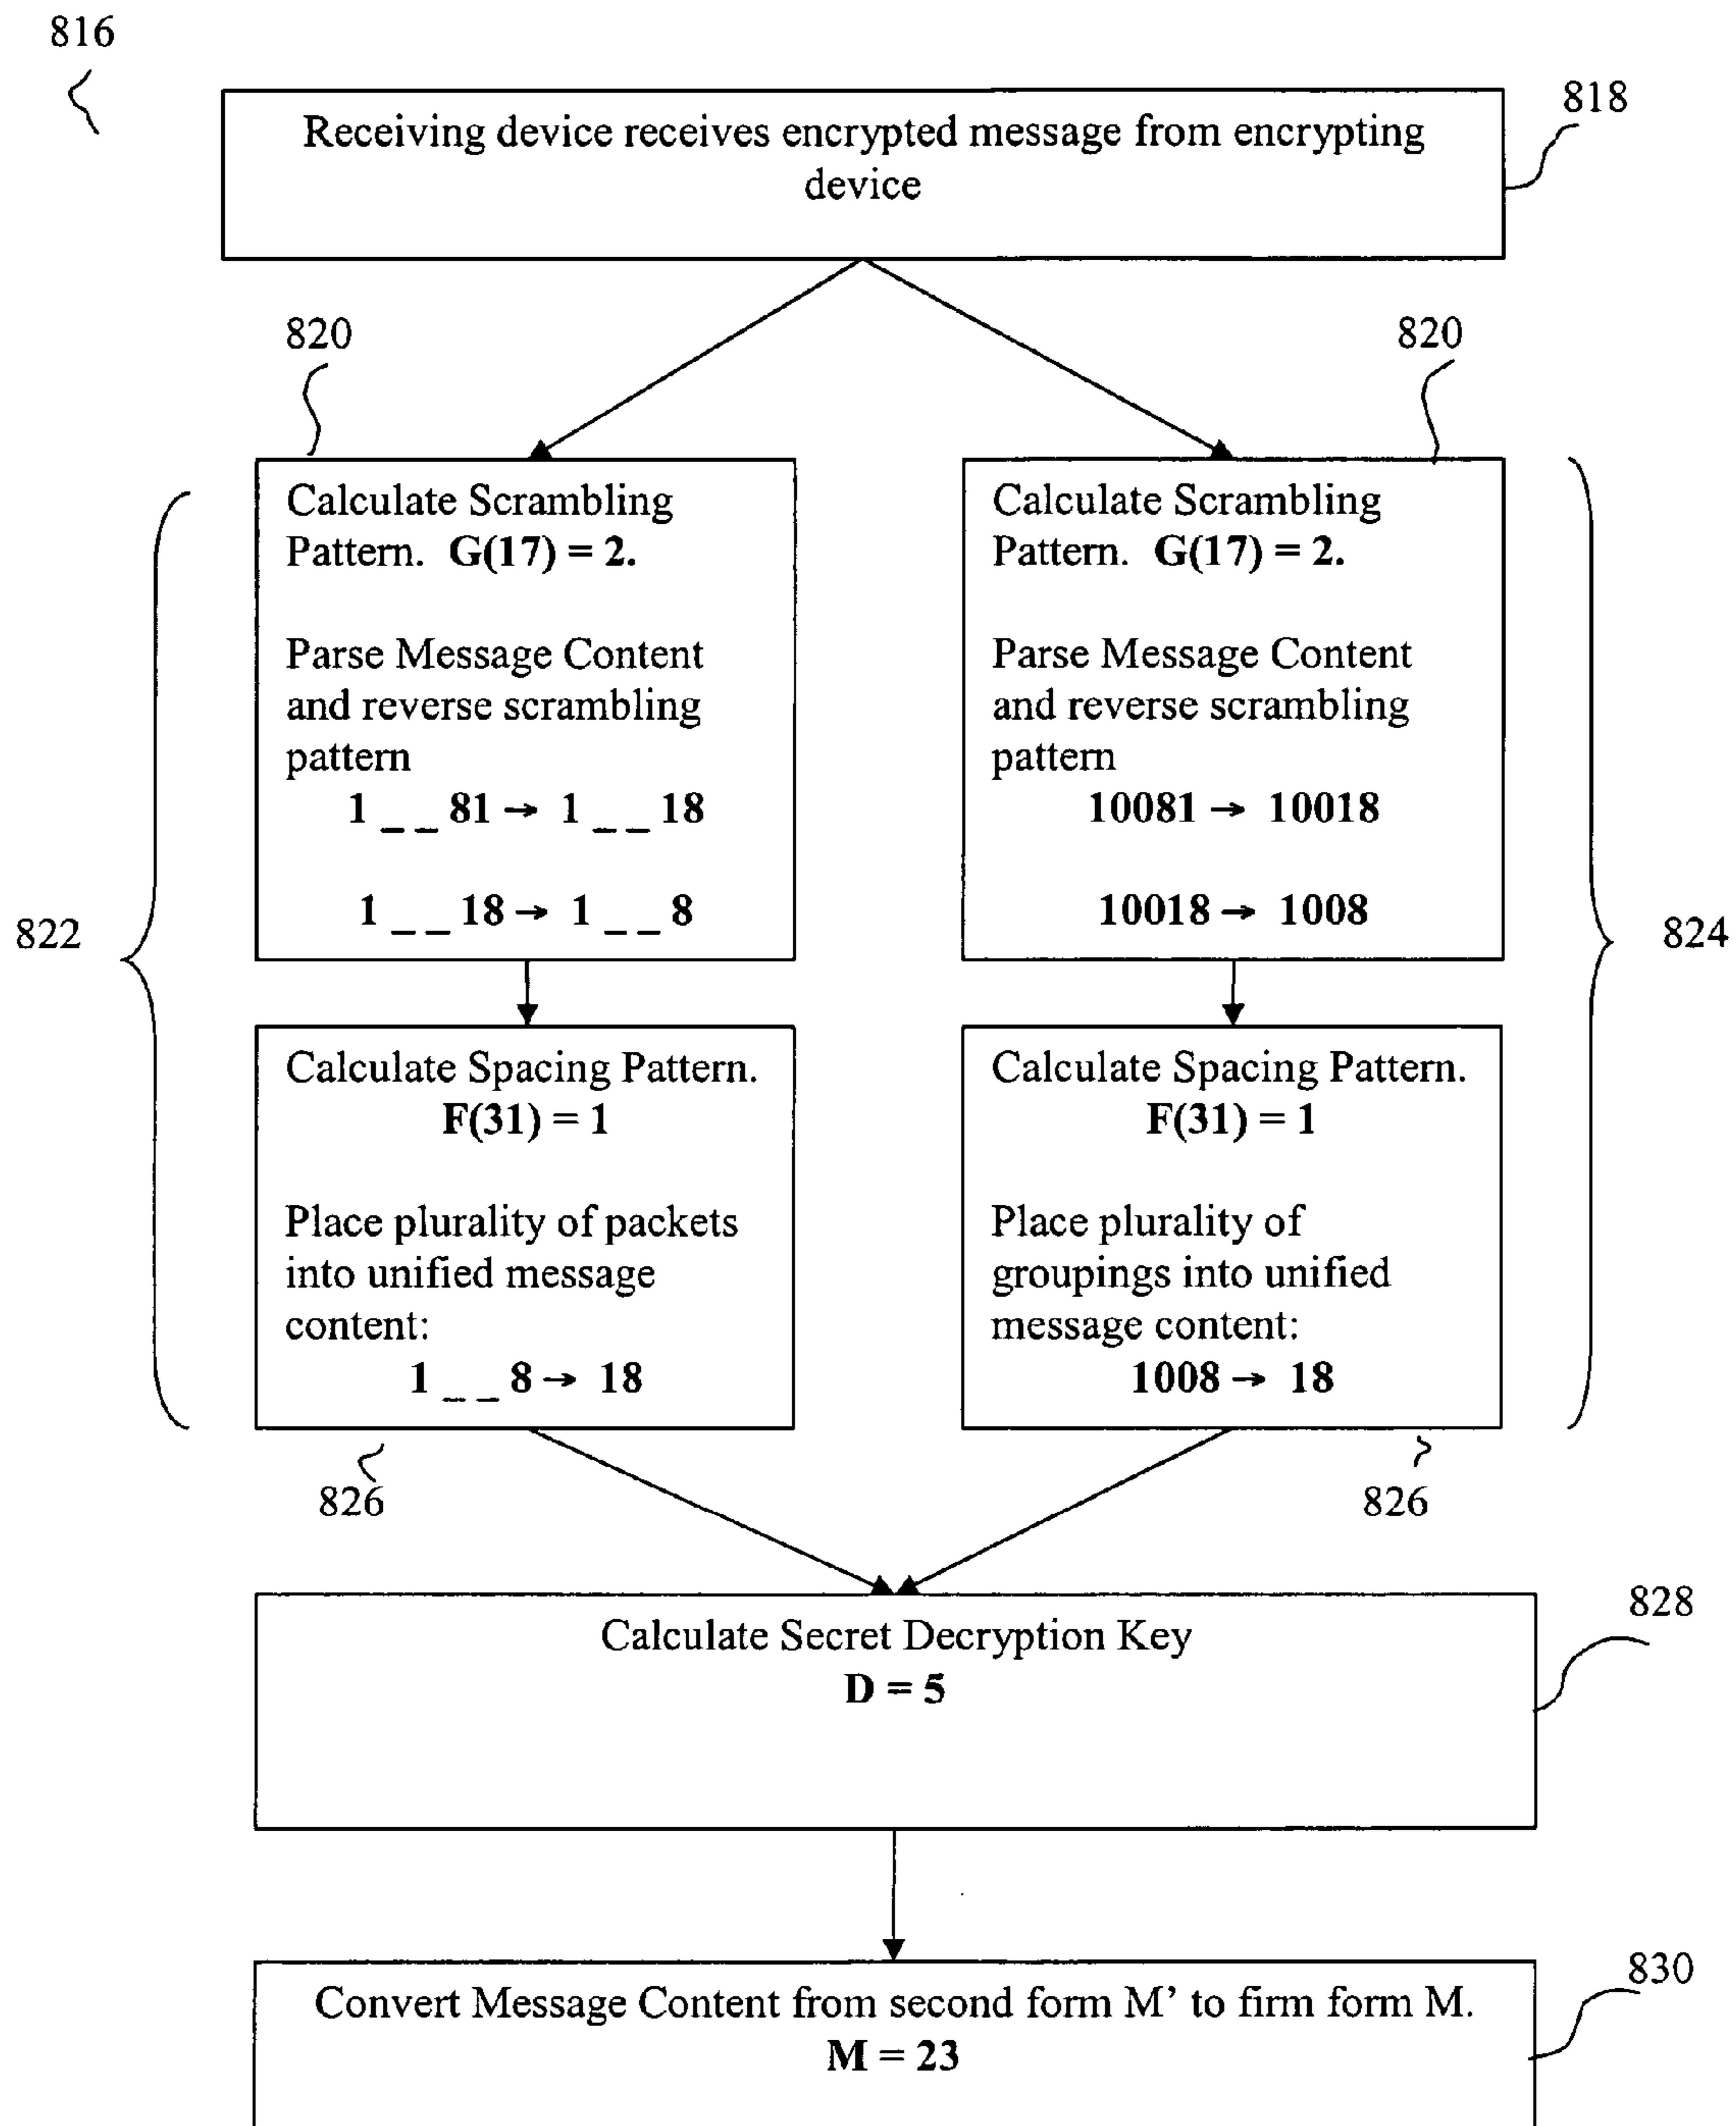 816
818
Receiving device receives encrypted message from encrypting
device
820
820
Calculate Scrambling
Pattern. G(17) = 2.
Parse Message Content
and reverse scrambling
pattern
1 _ _ 81 → 1 _ _ 18
1 _ _ 18 → 1 _ _ 8
Calculate Scrambling
Pattern. G(17) = 2.
Parse Message Content
and reverse scrambling
pattern
10081 → 10018
10018 → 1008
822
824
Calculate Spacing Pattern.
F(31) = 1
Place plurality of packets
into unified message
content:
1 _ _ 8 → 18
Calculate Spacing Pattern.
F(31) = 1
Place plurality of
groupings into unified
message content:
1008 → 18
826
826
828
Calculate Secret Decryption Key
D = 5
830
Convert Message Content from second form M’ to firm form M.
M = 23